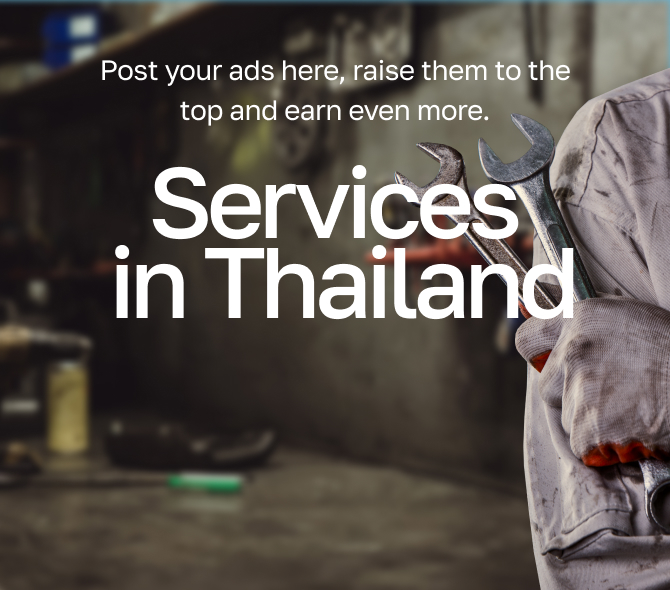 Post your ads here, raise them to the
top and earn even more.
Services
in Thailand